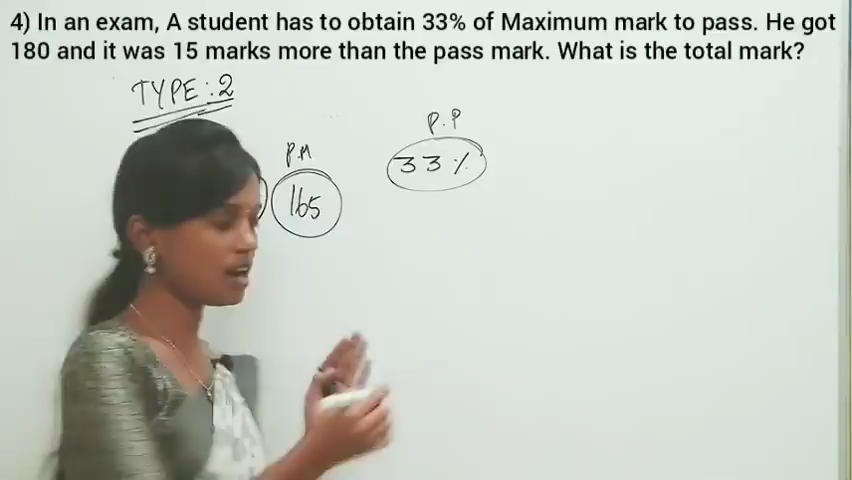 4) In an exam, A student has to obtain 33% of Maximum mark to pass. He got
180 and it was 15 marks more than the pass mark. What is the total mark?
TYPE:2
P.M
P.P
165
33%